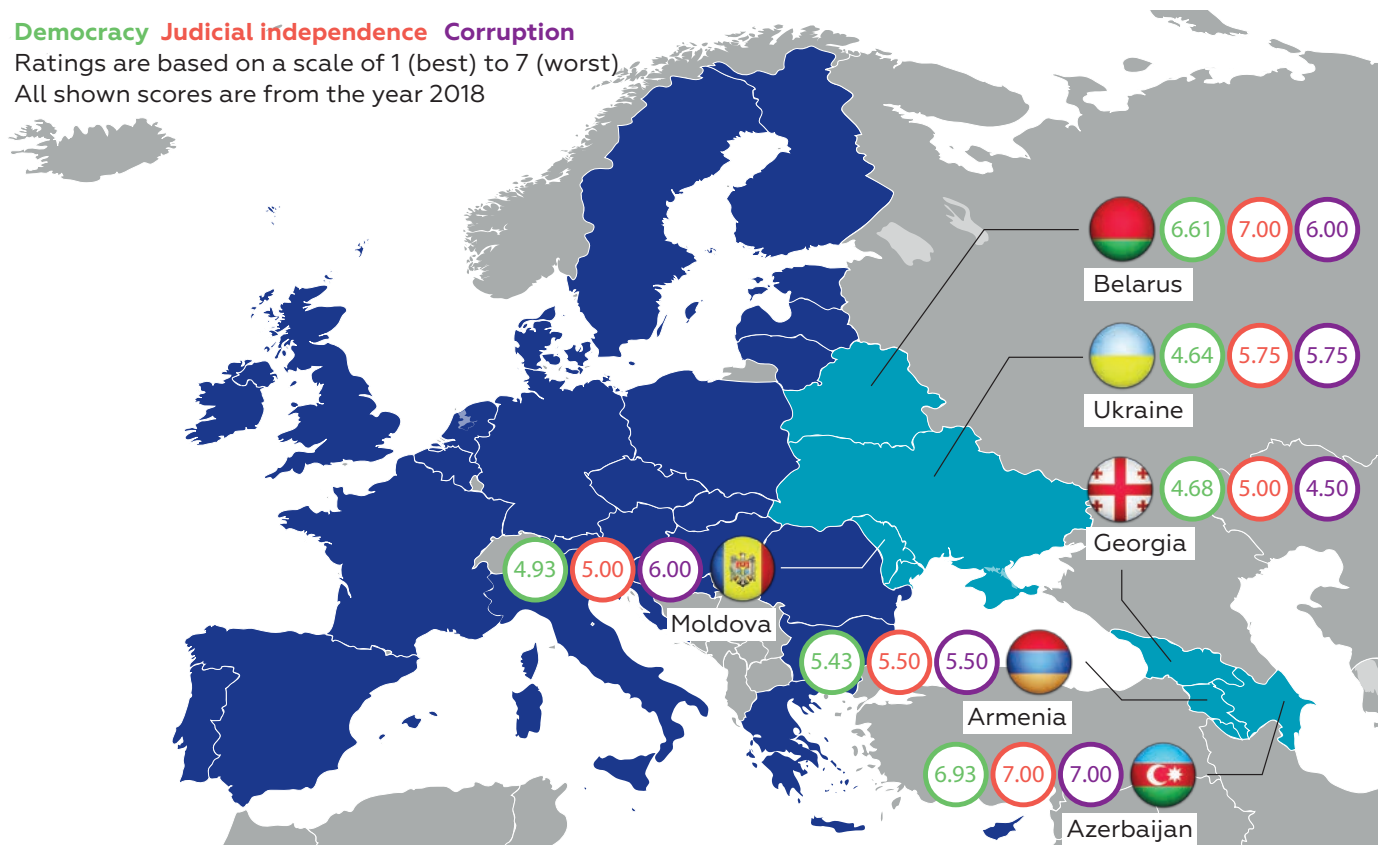 Democracy Judicial independence Corruption
Ratings are based on a scale of 1 (best) to 7 (worst)
All shown scores are from the year 2018
6.61 7.00 6.00
Belarus
4.64 5.75 5.75
Ukraine
4.68 5.00 4.50
Georgia
4.93 5.00 6.00
Moldova
5.43 5.50 5.50
Armenia
6.93 7.00 7.00
Azerbaijan